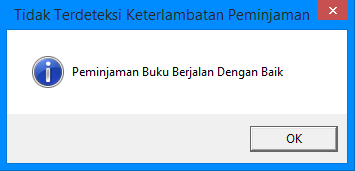 Tidak Terdeteksi Keterlambatan Peminjaman
Peminjaman Buku Berjalan Dengan Baik
OK